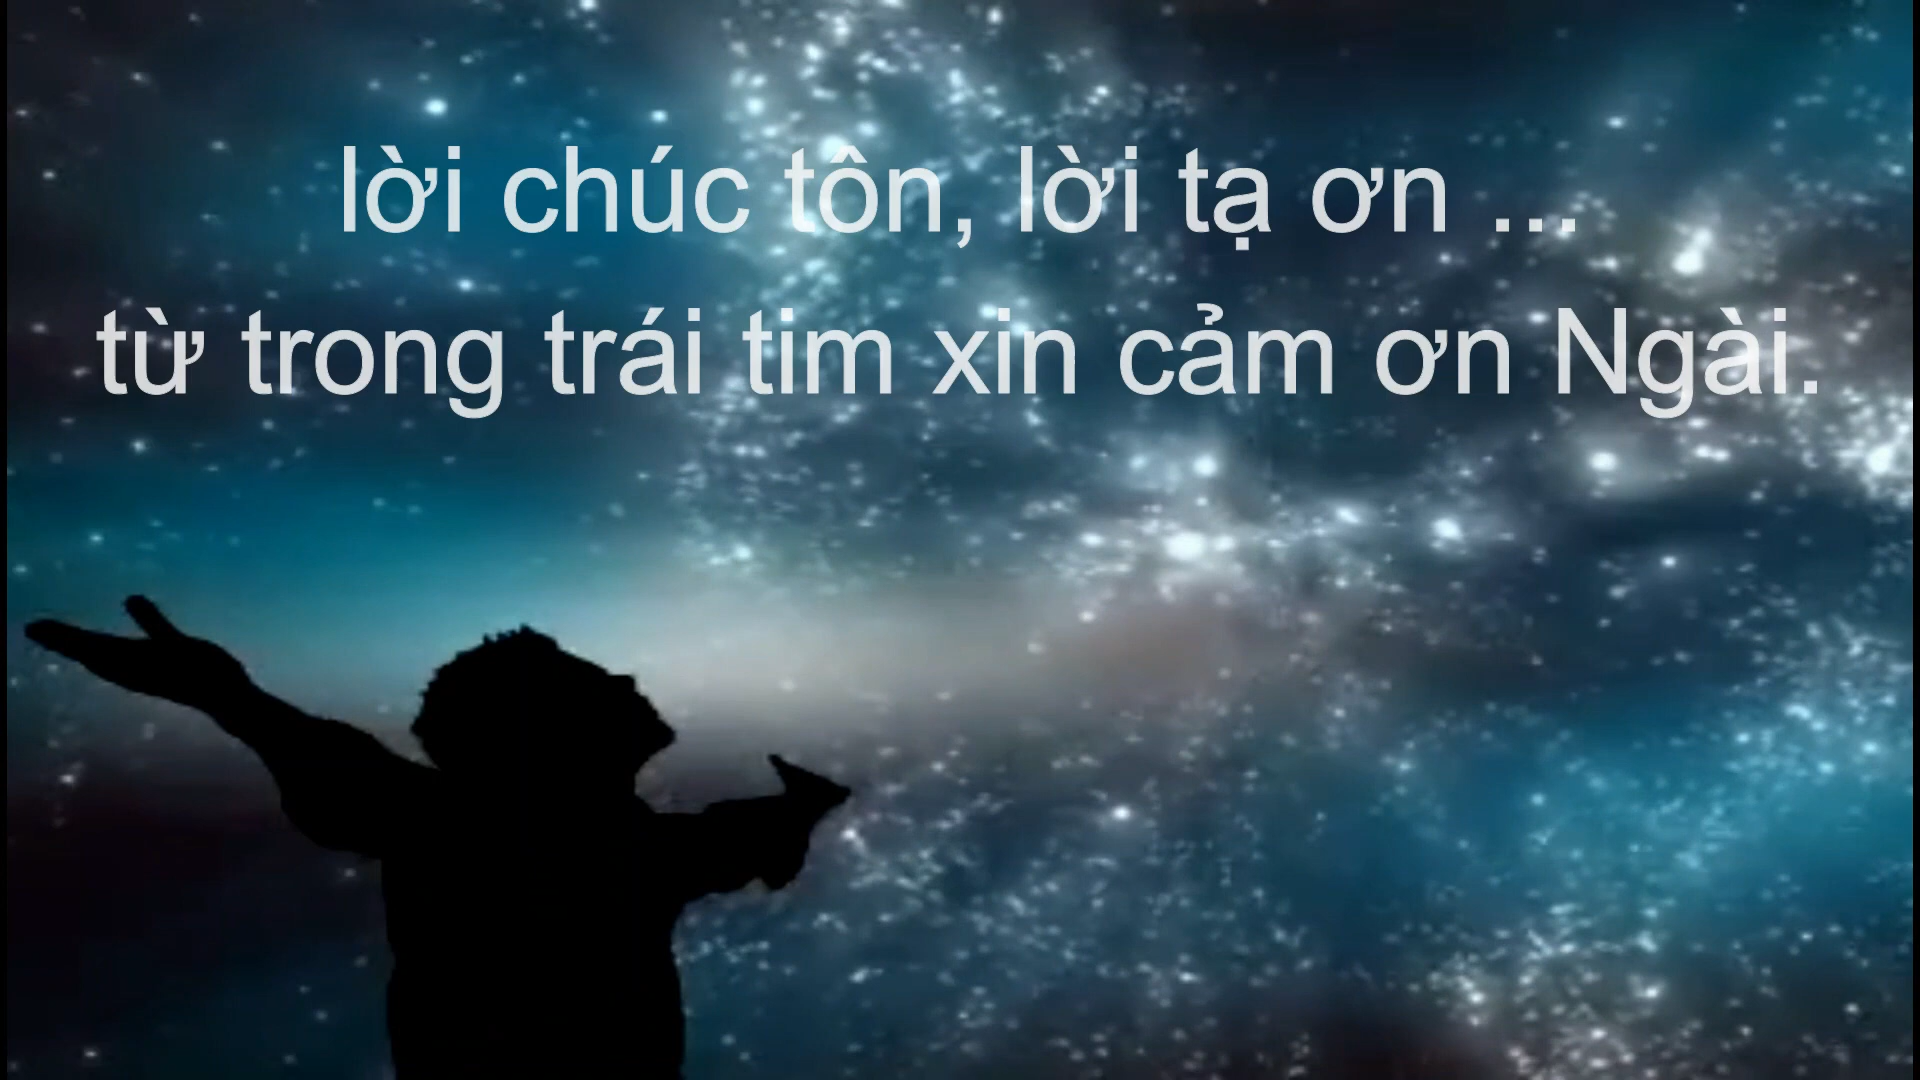 lời chúc tôn, lời tạ ơn ...
từ trong trái tim xin cảm ơn Ngài.